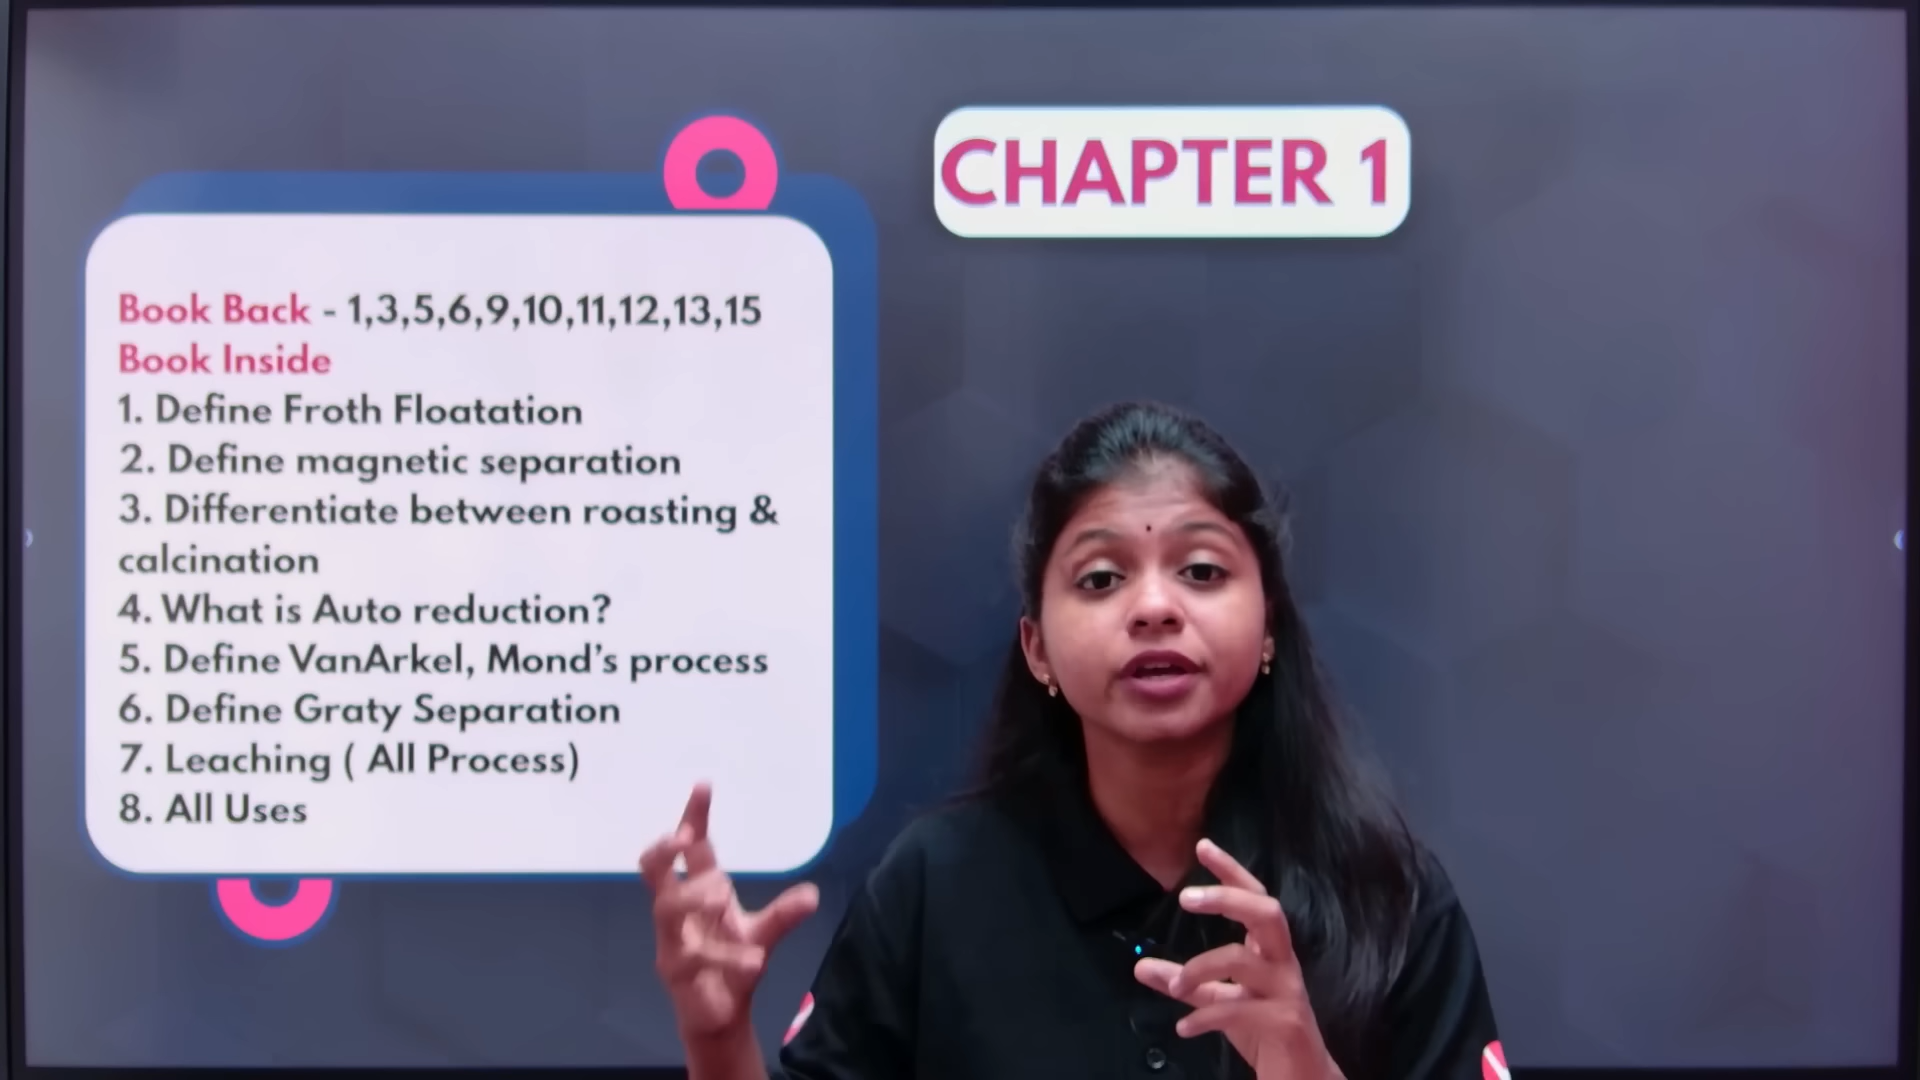 CHAPTER 1
Book Back - 1,3,5,6,9,10,11,12,13,15
Book Inside
1. Define Froth Floatation
2. Define magnetic separation
3. Differentiate between roasting &
calcination
4. What is Auto reduction?
5. Define VanArkel, Mond's process
6. Define Graty Separation
7. Leaching ( All Process)
8. All Uses